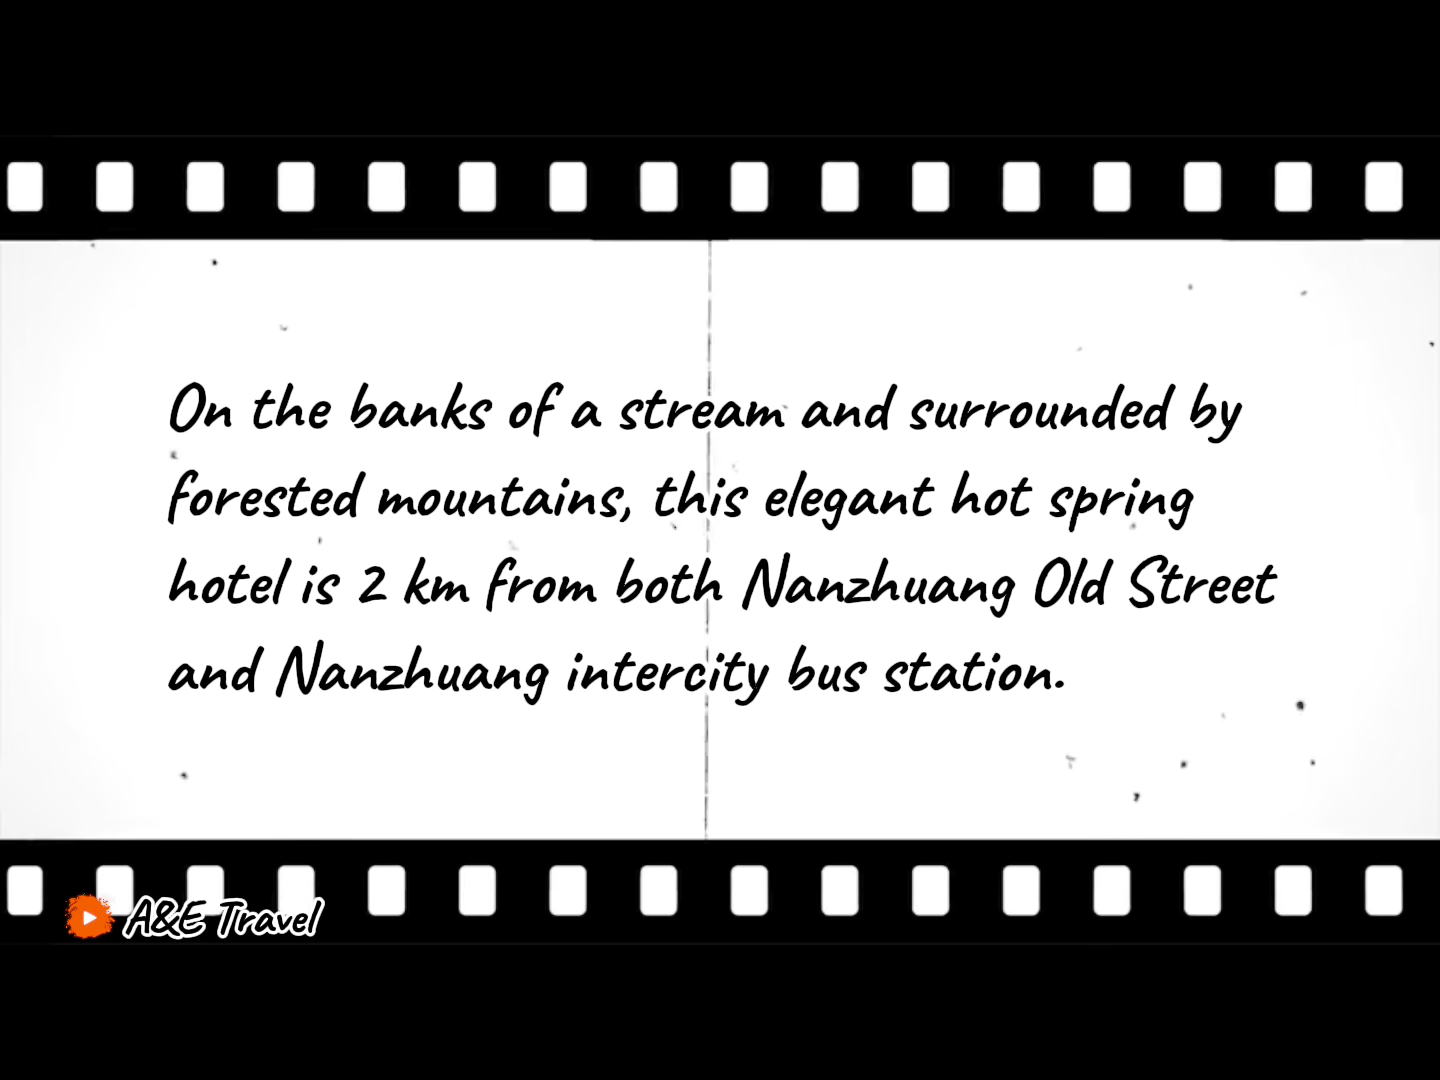 On the banks of a stream and surrounded by
forested mountains, this elegant hot spring
hotel is 2 km from both Nanzhuang Old Street
and Nanzhuang intercity bus station.
A&E Travel